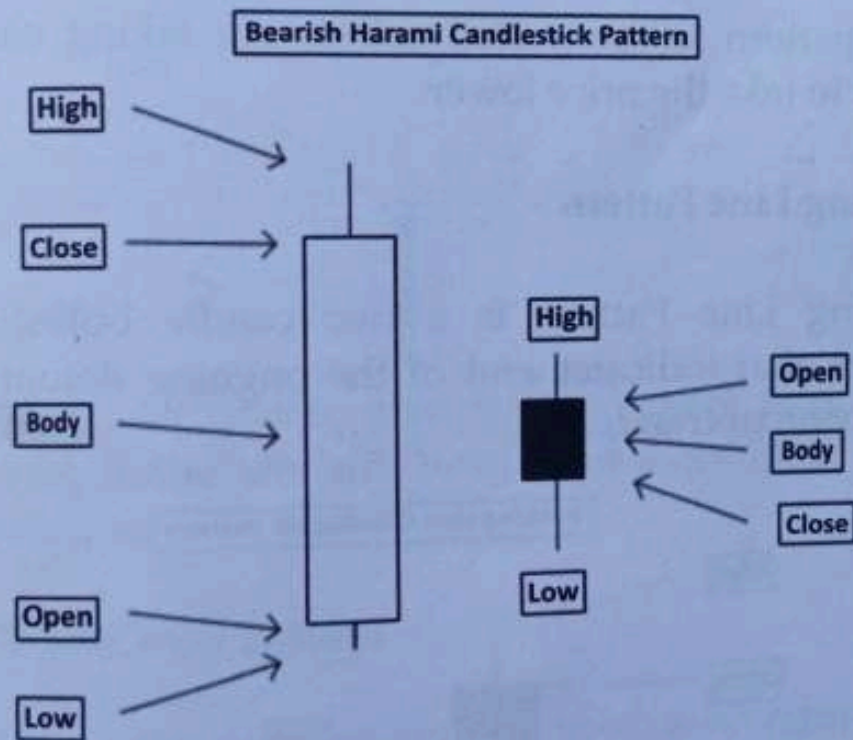 Bearish Harami Candlestick Pattern
High
Close
Body
Open
Low
High
Open
Body
Close
Low